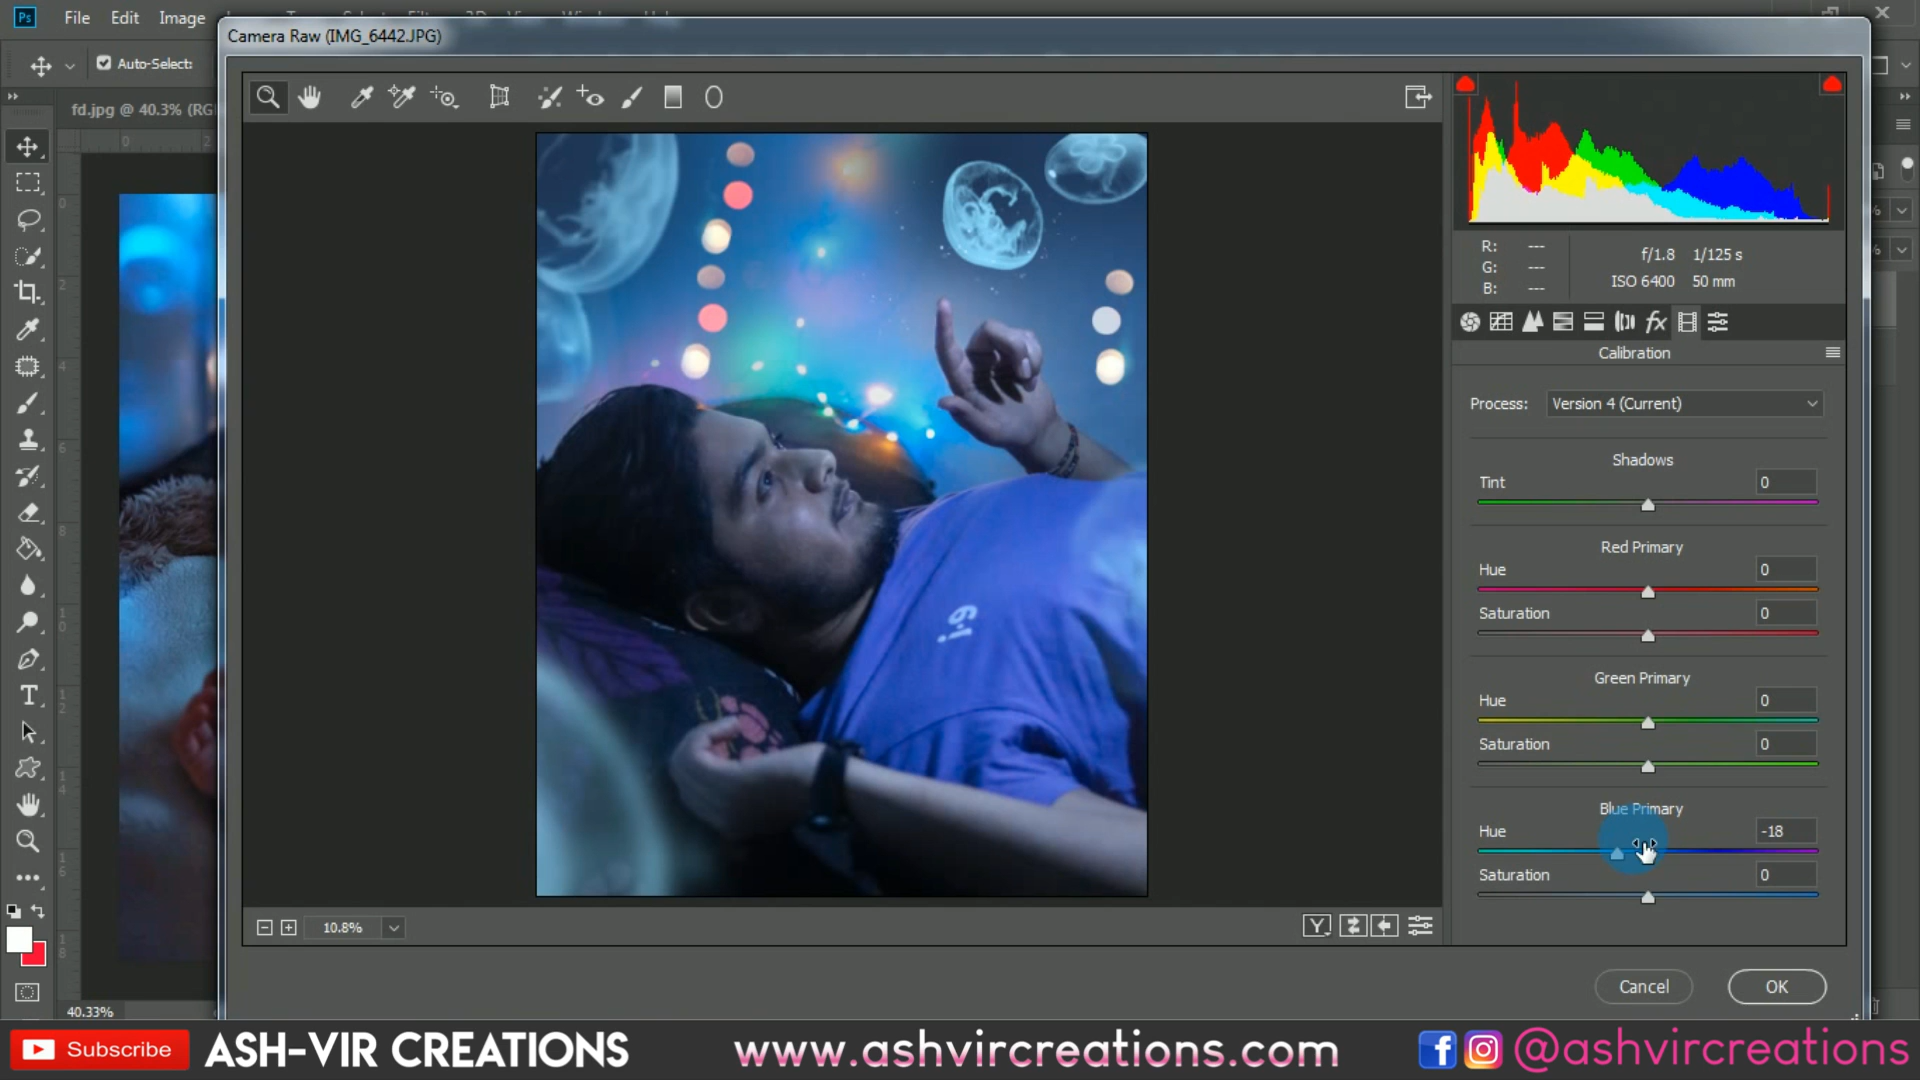 Ps File Edit Image
Camera Raw (IMG_6442.JPG)
Auto-Select:
fd.jpg @ 40.3% (RG
R: ---
G: ---
B: ---
f/1.8 1/125 s
ISO 6400 50 mm
fx
Calibration
Process: Version 4 (Current)
Shadows
Tint 0
Red Primary
Hue 0
Saturation 0
Green Primary
Hue 0
Saturation 0
Blue Primary
Hue -18
Saturation 0
10.8%
Y
Cancel OK
40.33%
Subscribe ASH-VIR CREATIONS www.ashvircreations.com @ashvircreations